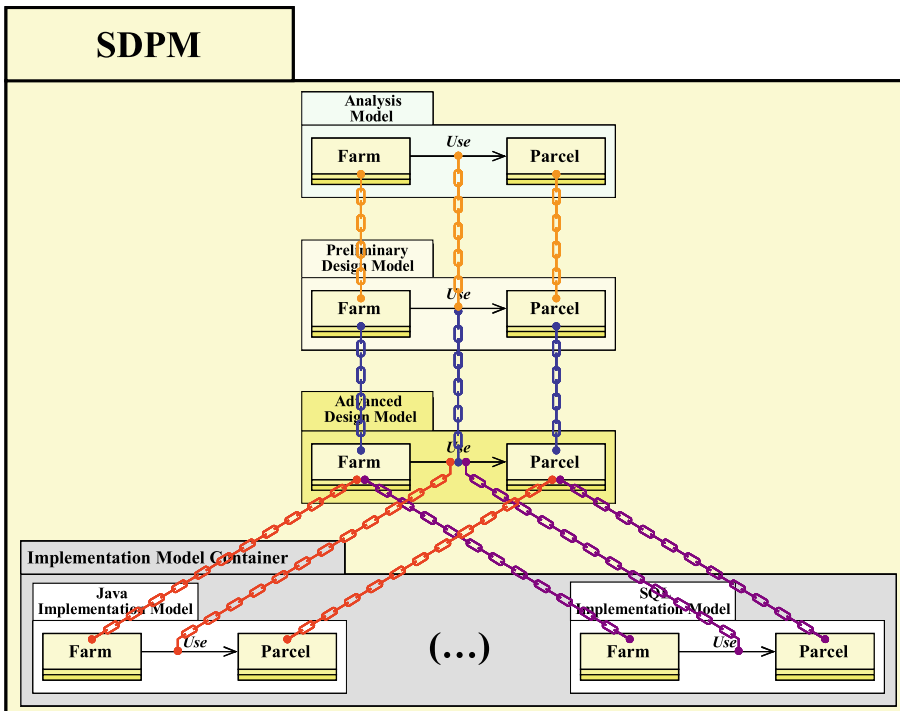 SDPM
Analysis
Model
Use
Farm
Parcel
Preliminary
Design Model
Use
Farm
Parcel
Advanced
Design Model
Use
Farm
Parcel
Implementation Model Container
Java
Implementation Model
Use
Farm
Parcel
(…)
SQL
Implementation Model
Use
Farm
Parcel